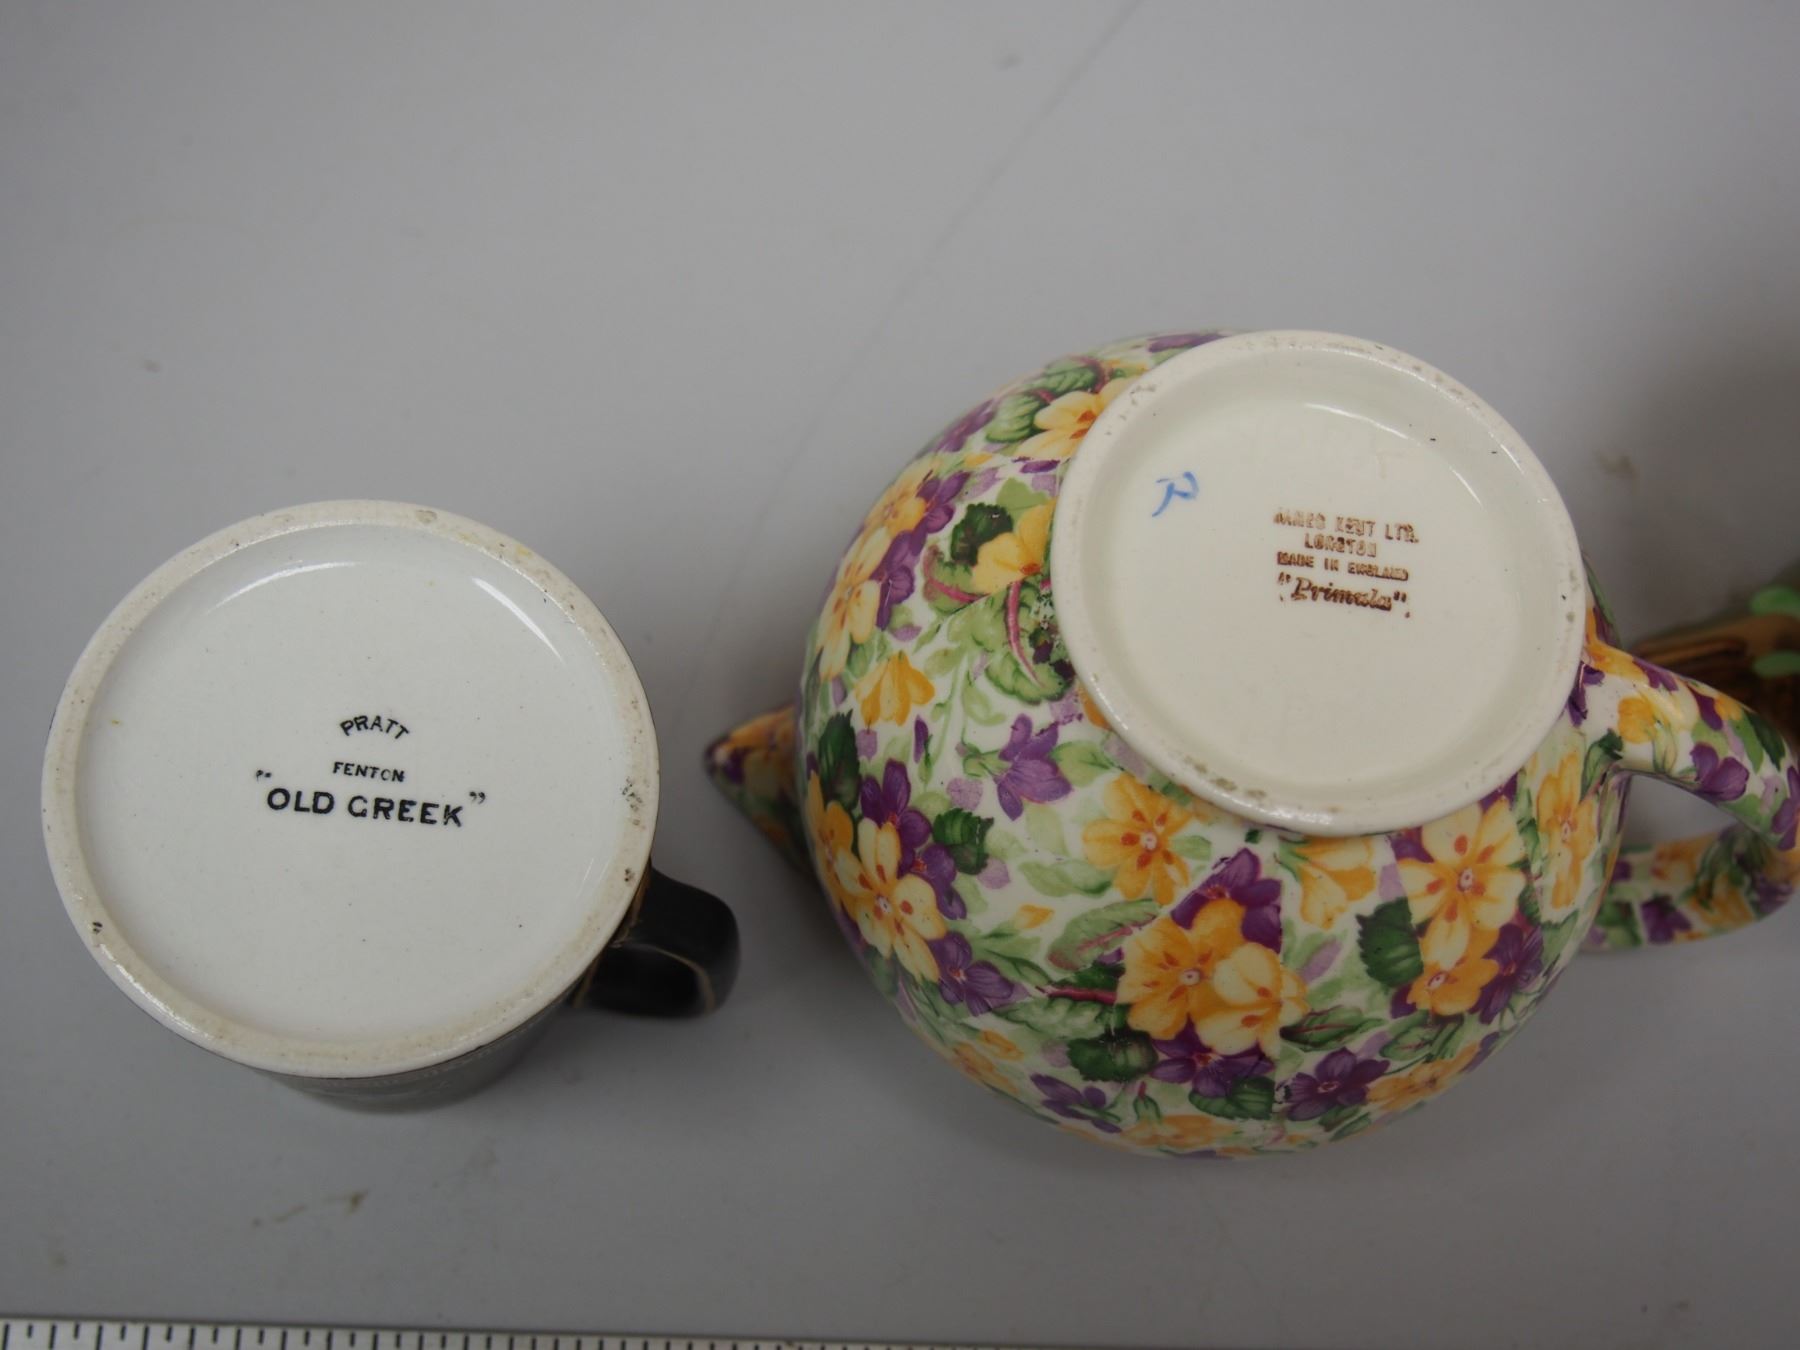 PRATT
FENTON
"OLD GREEK"
JAMES KENT LTD.
LONGTON
MADE IN ENGLAND
"Primula".